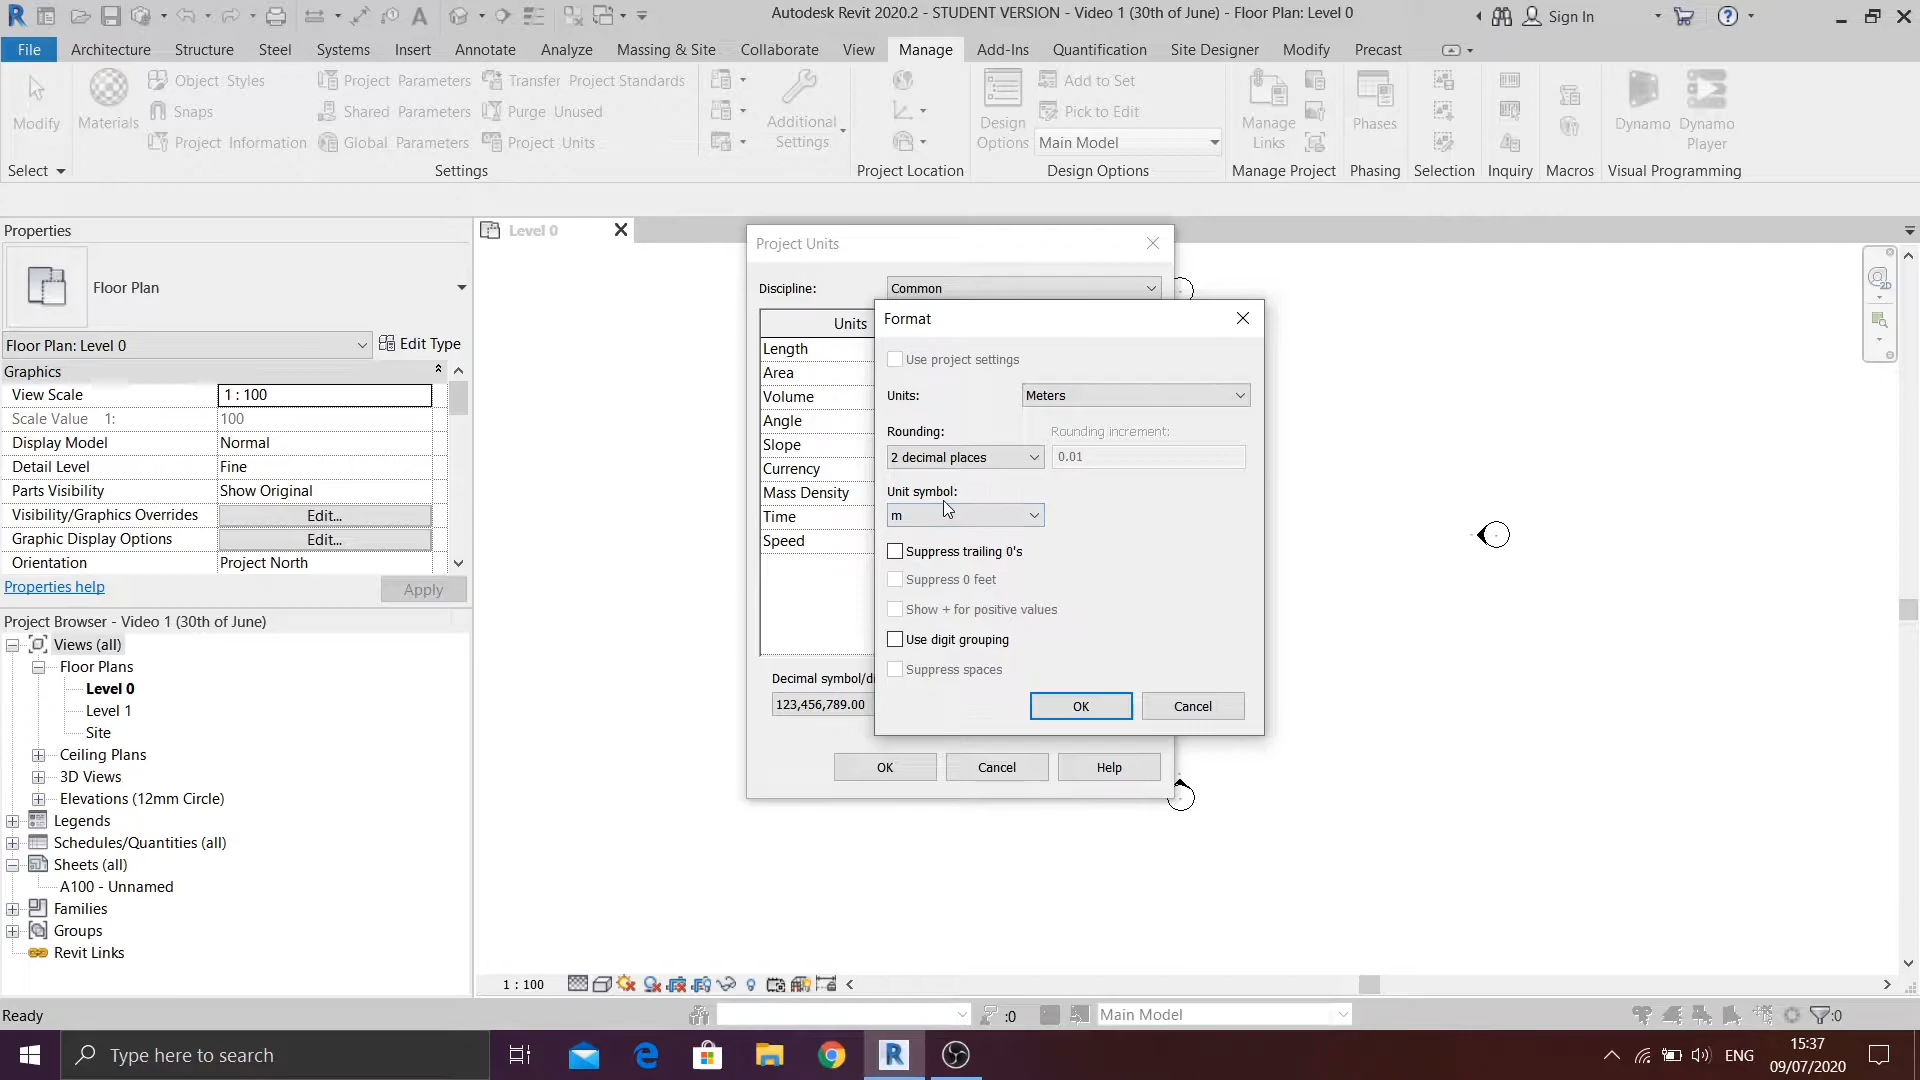 Autodesk Revit 2020.2 - STUDENT VERSION - Video 1 (30th of June) - Floor Plan: Level 0
Sign In
File Architecture Structure Steel Systems Insert Annotate Analyze Massing & Site Collaborate View Manage Add-Ins Quantification Site Designer Modify Precast
Modify
Materials
Object Styles
Snaps
Project Information
Project Parameters
Shared Parameters
Global Parameters
Transfer Project Standards
Purge Unused
Project Units
Additional
Settings
Design
Options
Add to Set
Pick to Edit
Main Model
Manage
Links
Phases
Dynamo
Dynamo
Player
Select
Settings
Project Location
Design Options
Manage Project
Phasing
Selection
Inquiry
Macros
Visual Programming
Properties
Floor Plan
Floor Plan: Level 0
Edit Type
Graphics
View Scale 1 : 100
Scale Value 1: 100
Display Model Normal
Detail Level Fine
Parts Visibility Show Original
Visibility/Graphics Overrides Edit...
Graphic Display Options Edit...
Orientation Project North
Properties help
Apply
Project Browser - Video 1 (30th of June)
Views (all)
Floor Plans
Level 0
Level 1
Site
Ceiling Plans
3D Views
Elevations (12mm Circle)
Legends
Schedules/Quantities (all)
Sheets (all)
A100 - Unnamed
Families
Groups
Revit Links
Level 0
2D
Project Units
Discipline: Common
Units
Length
Area
Volume
Angle
Slope
Currency
Mass Density
Time
Speed
Decimal symbol/di
123,456,789.00
OK
Cancel
Help
Format
Use project settings
Units: Meters
Rounding: Rounding increment:
2 decimal places 0.01
Unit symbol:
m
Suppress trailing 0's
Suppress 0 feet
Show + for positive values
Use digit grouping
Suppress spaces
OK
Cancel
1 : 100
Ready
:0
Main Model
:0
Type here to search
ENG
15:37
09/07/2020